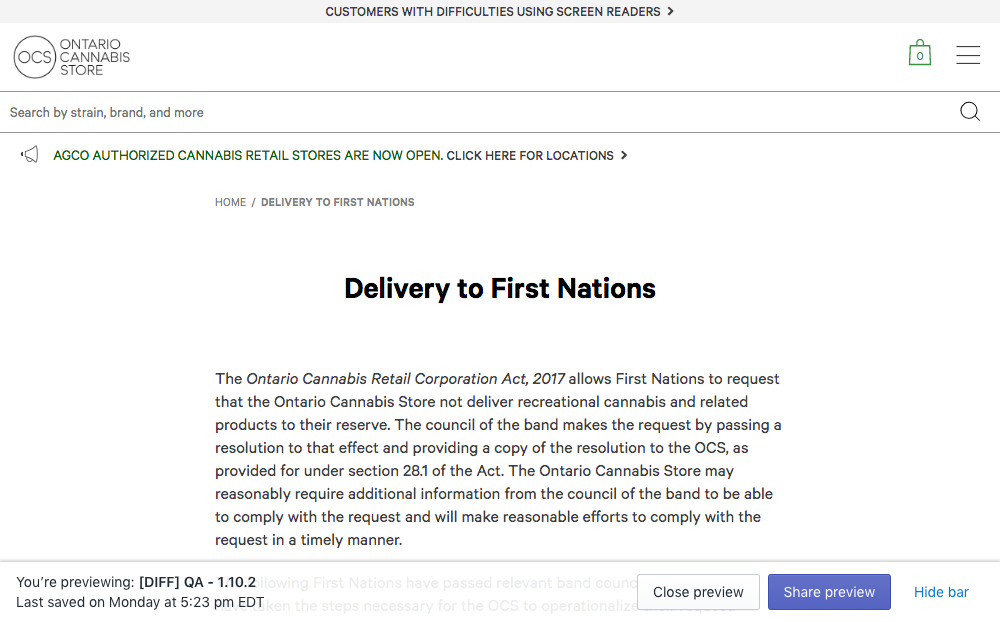 CUSTOMERS WITH DIFFICULTIES USING SCREEN READERS
OCS ONTARIO CANNABIS STORE
0
Search by strain, brand, and more
AGCO AUTHORIZED CANNABIS RETAIL STORES ARE NOW OPEN. CLICK HERE FOR LOCATIONS
HOME / DELIVERY TO FIRST NATIONS
Delivery to First Nations
The Ontario Cannabis Retail Corporation Act, 2017 allows First Nations to request
that the Ontario Cannabis Store not deliver recreational cannabis and related
products to their reserve. The council of the band makes the request by passing a
resolution to that effect and providing a copy of the resolution to the OCS, as
provided for under section 28.1 of the Act. The Ontario Cannabis Store may
reasonably require additional information from the council of the band to be able
to comply with the request and will make reasonable efforts to comply with the
request in a timely manner.
following First Nations have passed relevant band
taken the steps necessary for the OCS to operationalize
You're previewing: [DIFF] QA - 1.10.2
Last saved on Monday at 5:23 pm EDT
Close preview
Share preview
Hide bar